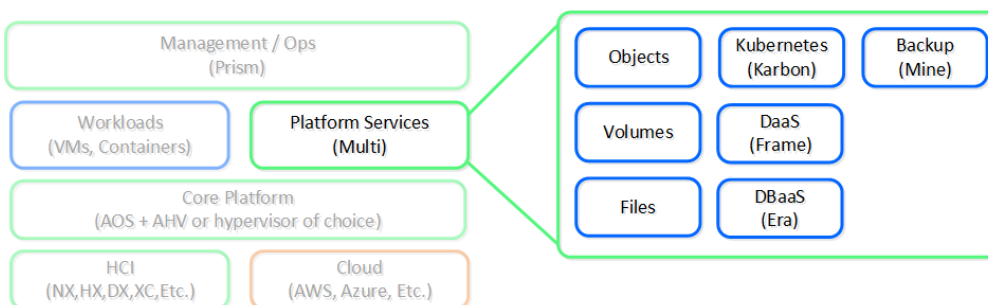 Management / Ops
(Prism)
Workloads
(VMs, Containers)
Platform Services
(Multi)
Core Platform
(AOS + AHV or hypervisor of choice)
HCI
(NX,HX,DX,XC,Etc.)
Cloud
(AWS, Azure, Etc.)
Objects
Kubernetes
(Karbon)
Backup
(Mine)
Volumes
DaaS
(Frame)
Files
DBaaS
(Era)